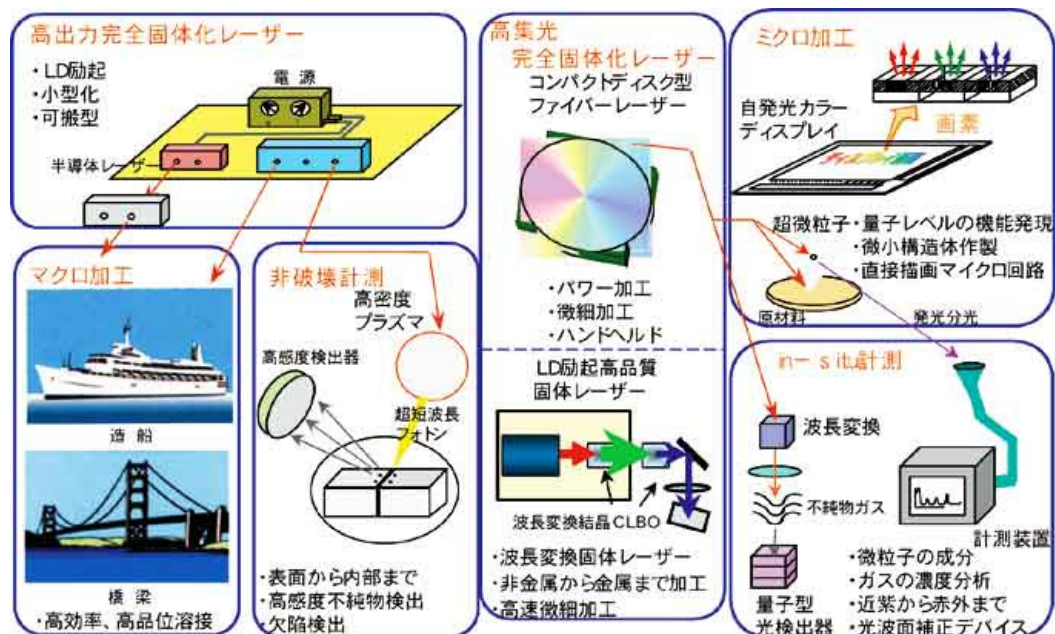 高出力完全固体化レーザー
・LD励起
・小型化
・可搬型
電源
半導体レーザー
マクロ加工
造船
橋梁
・高効率、高品位溶接
非破壊計測
高密度
プラズマ
高感度検出器
超短波長
フォトン
・表面から内部まで
・高感度不純物検出
・欠陥検出
高集光
完全固体化レーザー
コンパクトディスク型
ファイバーレーザー
・パワー加工
・微細加工
・ハンドヘルド
LD励起高品質
固体レーザー
波長変換結晶CLBO
・波長変換固体レーザー
・非金属から金属まで加工
・高速微細加工
ミクロ加工
自発光カラー
ディスプレイ
画素
ディスプレイ
超微粒子・量子レベルの機能発現
・微小構造体作製
・直接描画マイクロ回路
原材料
発光分光
in-situ計測
波長変換
不純物ガス
計測装置
量子型
光検出器
・微粒子の成分
・ガスの濃度分析
・近紫から赤外まで
・光波面補正デバイス